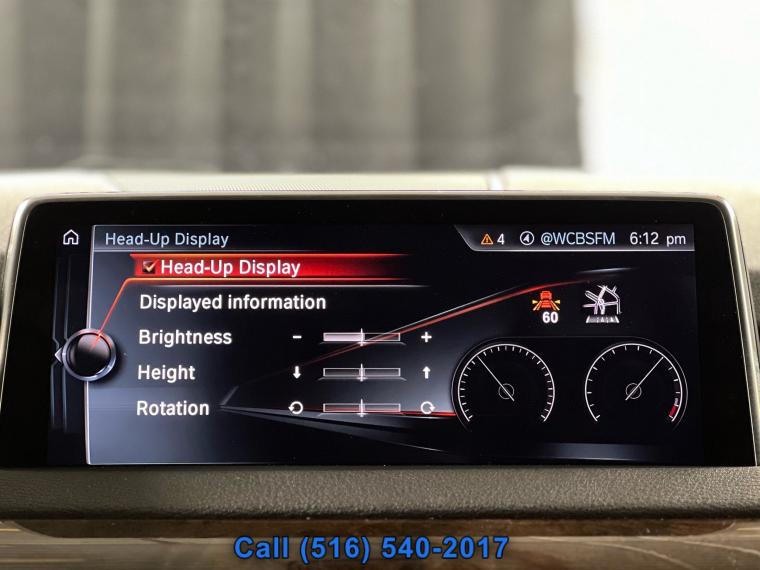 Head-Up Display
4 @WCBSFM 6:12 pm
Head-Up Display
Displayed information
60
Brightness - +
Height
Rotation
Call (516) 540-2017